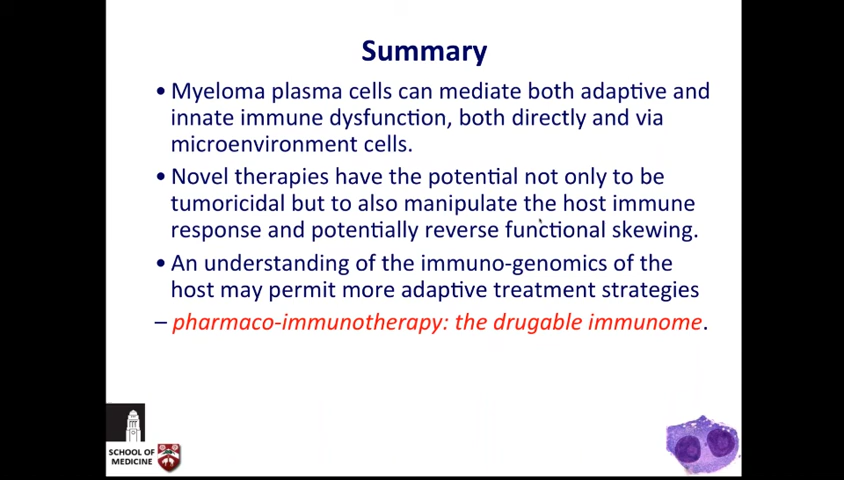 Summary
• Myeloma plasma cells can mediate both adaptive and
innate immune dysfunction, both directly and via
microenvironment cells.
• Novel therapies have the potential not only to be
tumoricidal but to also manipulate the host immune
response and potentially reverse functional skewing.
• An understanding of the immuno-genomics of the
host may permit more adaptive treatment strategies
– pharmaco-immunotherapy: the drugable immunome.
SCHOOL OF
MEDICINE